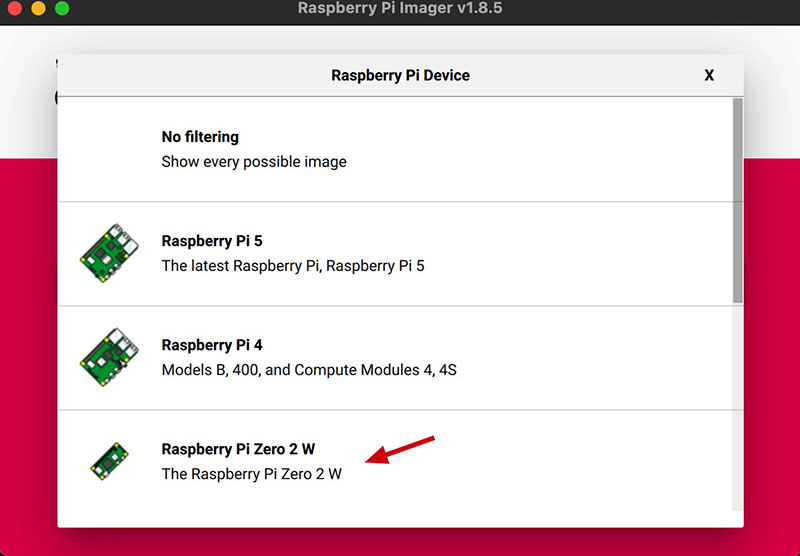 Raspberry Pi Imager v1.8.5
Raspberry Pi Device
X
No filtering
Show every possible image
Raspberry Pi 5
The latest Raspberry Pi, Raspberry Pi 5
Raspberry Pi 4
Models B, 400, and Compute Modules 4, 4S
Raspberry Pi Zero 2 W
The Raspberry Pi Zero 2 W